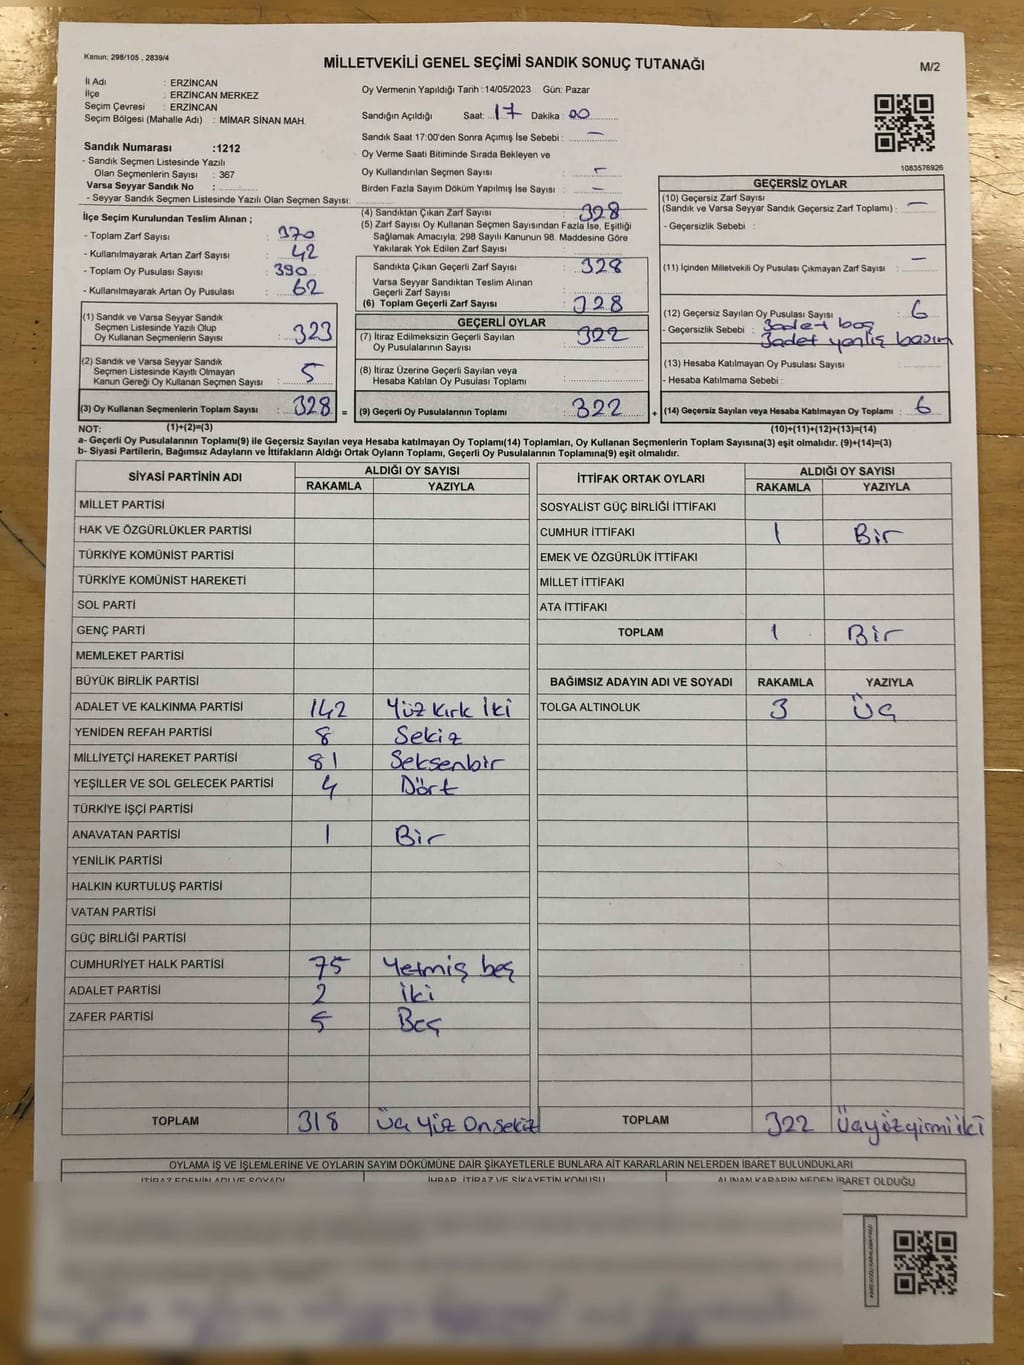 Kanun: 298/105 , 2839/4
MİLLETVEKİLİ GENEL SEÇİMİ SANDIK SONUÇ TUTANAĞI
M/2
İl Adı : ERZİNCAN
İlçe : ERZİNCAN MERKEZ
Seçim Çevresi : ERZİNCAN
Seçim Bölgesi (Mahalle Adı) : MİMAR SİNAN MAH.
Sandık Numarası :1212
- Sandık Seçmen Listesinde Yazılı
Olan Seçmenlerin Sayısı : 367
Varsa Seyyar Sandık No :
- Seyyar Sandık Seçmen Listesinde Yazılı Olan Seçmen Sayısı:
Oy Vermenin Yapıldığı Tarih :14/05/2023 Gün: Pazar
Sandığın Açıldığı Saat: 17 Dakika : 00
Sandık Saat 17:00'den Sonra Açımış İse Sebebi : –
Oy Verme Saati Bitiminde Sırada Bekleyen ve
Oy Kullandırılan Seçmen Sayısı : –
Birden Fazla Sayım Döküm Yapılmış İse Sayısı : –
1083576926
İlçe Seçim Kurulundan Teslim Alınan ;
- Toplam Zarf Sayısı : 370
- Kullanılmayarak Artan Zarf Sayısı : 42
- Toplam Oy Pusulası Sayısı : 390
- Kullanılmayarak Artan Oy Pusulası : 62
(1) Sandık ve Varsa Seyyar Sandık
Seçmen Listesinde Yazılı Olup
Oy Kullanan Seçmenlerin Sayısı : 323
(2) Sandık ve Varsa Seyyar Sandık
Seçmen Listesinde Kayıtlı Olmayan
Kanun Gereği Oy Kullanan Seçmen Sayısı : 5
(3) Oy Kullanan Seçmenlerin Toplam Sayısı : 328 =
(4) Sandıktan Çıkan Zarf Sayısı : 328
(5) Zarf Sayısı Oy Kullanan Seçmen Sayısından Fazla İse, Eşitliği
Sağlamak Amacıyla; 298 Sayılı Kanunun 98. Maddesine Göre
Yakılarak Yok Edilen Zarf Sayısı :
Sandıkta Çıkan Geçerli Zarf Sayısı : 328
Varsa Seyyar Sandıktan Teslim Alınan
Geçerli Zarf Sayısı :
(6) Toplam Geçerli Zarf Sayısı : 328
GEÇERLİ OYLAR
(7) İtiraz Edilmeksizin Geçerli Sayılan
Oy Pusulalarının Sayısı : 322
(8) İtiraz Üzerine Geçerli Sayılan veya
Hesaba Katılan Oy Pusulası Toplamı :
(9) Geçerli Oy Pusulalarının Toplamı : 322 +
GEÇERSİZ OYLAR
(10) Geçersiz Zarf Sayısı
(Sandık ve Varsa Seyyar Sandık Geçersiz Zarf Toplamı) : –
- Geçersizlik Sebebi :
(11) İçinden Milletvekili Oy Pusulası Çıkmayan Zarf Sayısı : –
(12) Geçersiz Sayılan Oy Pusulası Sayısı : 6
- Geçersizlik Sebebi : 3adet boş
3adet yanlış basım
(13) Hesaba Katılmayan Oy Pusulası Sayısı :
- Hesaba Katılmama Sebebi :
(14) Geçersiz Sayılan veya Hesaba Katılmayan Oy Toplamı : 6
NOT: (1)+(2)=(3) (10)+(11)+(12)+(13)=(14)
a- Geçerli Oy Pusulalarının Toplamı(9) ile Geçersiz Sayılan veya Hesaba katılmayan Oy Toplamı(14) Toplamları, Oy Kullanan Seçmenlerin Toplam Sayısına(3) eşit olmalıdır. (9)+(14)=(3)
b- Siyasi Partilerin, Bağımsız Adayların ve İttifakların Aldığı Ortak Oyların Toplamı, Geçerli Oy Pusulalarının Toplamına(9) eşit olmalıdır.
SİYASİ PARTİNİN ADI ALDIĞI OY SAYISI
RAKAMLA YAZIYLA
MİLLET PARTİSİ
HAK VE ÖZGÜRLÜKLER PARTİSİ
TÜRKİYE KOMÜNİST PARTİSİ
TÜRKİYE KOMÜNİST HAREKETİ
SOL PARTİ
GENÇ PARTİ
MEMLEKET PARTİSİ
BÜYÜK BİRLİK PARTİSİ
ADALET VE KALKINMA PARTİSİ 142 Yüz kırk İki
YENİDEN REFAH PARTİSİ 8 Sekiz
MİLLİYETÇİ HAREKET PARTİSİ 81 Seksenbir
YEŞİLLER VE SOL GELECEK PARTİSİ 4 Dört
TÜRKİYE İŞÇİ PARTİSİ
ANAVATAN PARTİSİ 1 Bir
YENİLİK PARTİSİ
HALKIN KURTULUŞ PARTİSİ
VATAN PARTİSİ
GÜÇ BİRLİĞİ PARTİSİ
CUMHURİYET HALK PARTİSİ 75 Yetmiş beş
ADALET PARTİSİ 2 İki
ZAFER PARTİSİ 5 Beş
TOPLAM 318 Üç Yüz Onsekiz
İTTİFAK ORTAK OYLARI ALDIĞI OY SAYISI
RAKAMLA YAZIYLA
SOSYALİST GÜÇ BİRLİĞİ İTTİFAKI
CUMHUR İTTİFAKI 1 Bir
EMEK VE ÖZGÜRLÜK İTTİFAKI
MİLLET İTTİFAKI
ATA İTTİFAKI
TOPLAM 1 Bir
BAĞIMSIZ ADAYIN ADI VE SOYADI RAKAMLA YAZIYLA
TOLGA ALTINOLUK 3 Üç
TOPLAM 322 Üçyüzyirmiiki
OYLAMA İŞ VE İŞLEMLERİNE VE OYLARIN SAYIM DÖKÜMÜNE DAİR ŞİKAYETLERLE BUNLARA AİT KARARLARIN NELERDEN İBARET BULUNDUKLARI
İTİRAZ EDENİN ADI VE SOYADI İHBAR, İTİRAZ VE ŞİKAYETİN KONUSU ALINAN KARARIN NEDEN İBARET OLDUĞU